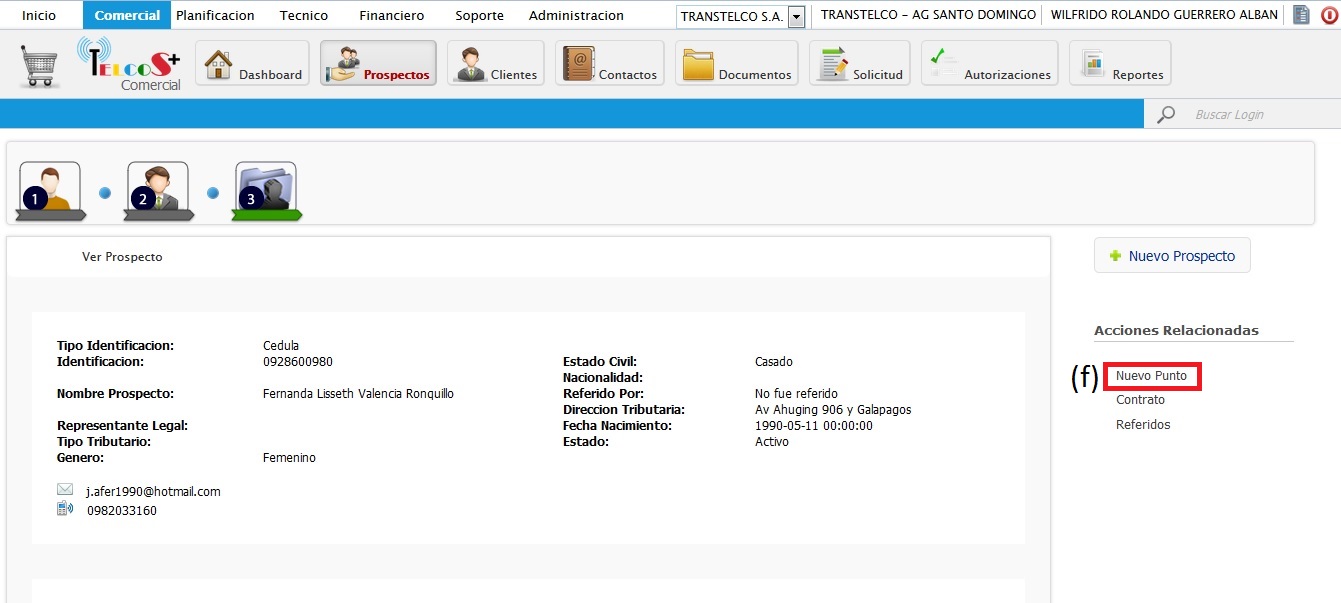 Inicio Comercial Planificacion Tecnico Financiero Soporte Administracion TRANSTELCO S.A. TRANSTELCO - AG SANTO DOMINGO WILFRIDO ROLANDO GUERRERO ALBAN
TELCOS+ Comercial Dashboard Prospectos Clientes Contactos Documentos Solicitud Autorizaciones Reportes
Buscar Login
1 2 3
Ver Prospecto
Nuevo Prospecto
Acciones Relacionadas
(f) Nuevo Punto
Contrato
Referidos
Tipo Identificacion: Cedula
Identificacion: 0928600980 Estado Civil: Casado
Nacionalidad:
Nombre Prospecto: Fernanda Lisseth Valencia Ronquillo Referido Por: No fue referido
Direccion Tributaria: Av Ahuging 906 y Galapagos
Representante Legal: Fecha Nacimiento: 1990-05-11 00:00:00
Tipo Tributario: Estado: Activo
Genero: Femenino
j.afer1990@hotmail.com
0982033160